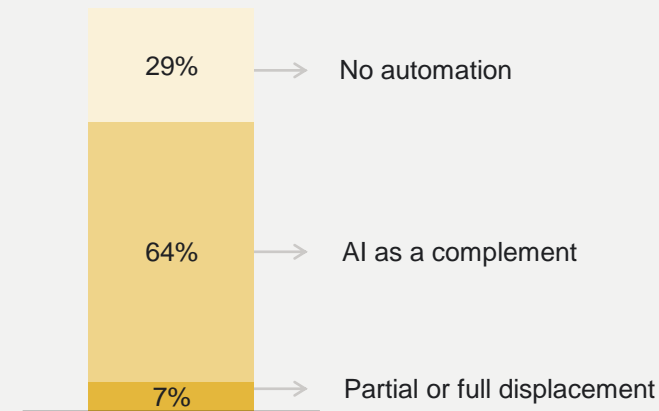 29%
No automation
64%
AI as a complement
7%
Partial or full displacement